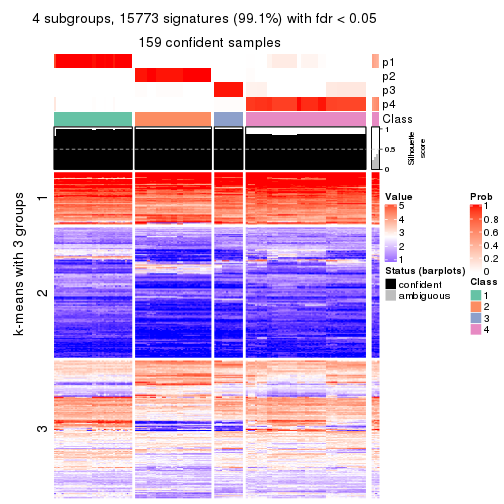 4 subgroups, 15773 signatures (99.1%) with fdr < 0.05
159 confident samples
p1
p2
p3
p4
Class
1
0.5
0
Silhouette
score
k-means with 3 groups
1
2
3
Value
5
4
3
2
1
Status (barplots)
confident
ambiguous
Prob
1
0.8
0.6
0.4
0.2
0
Class
1
2
3
4